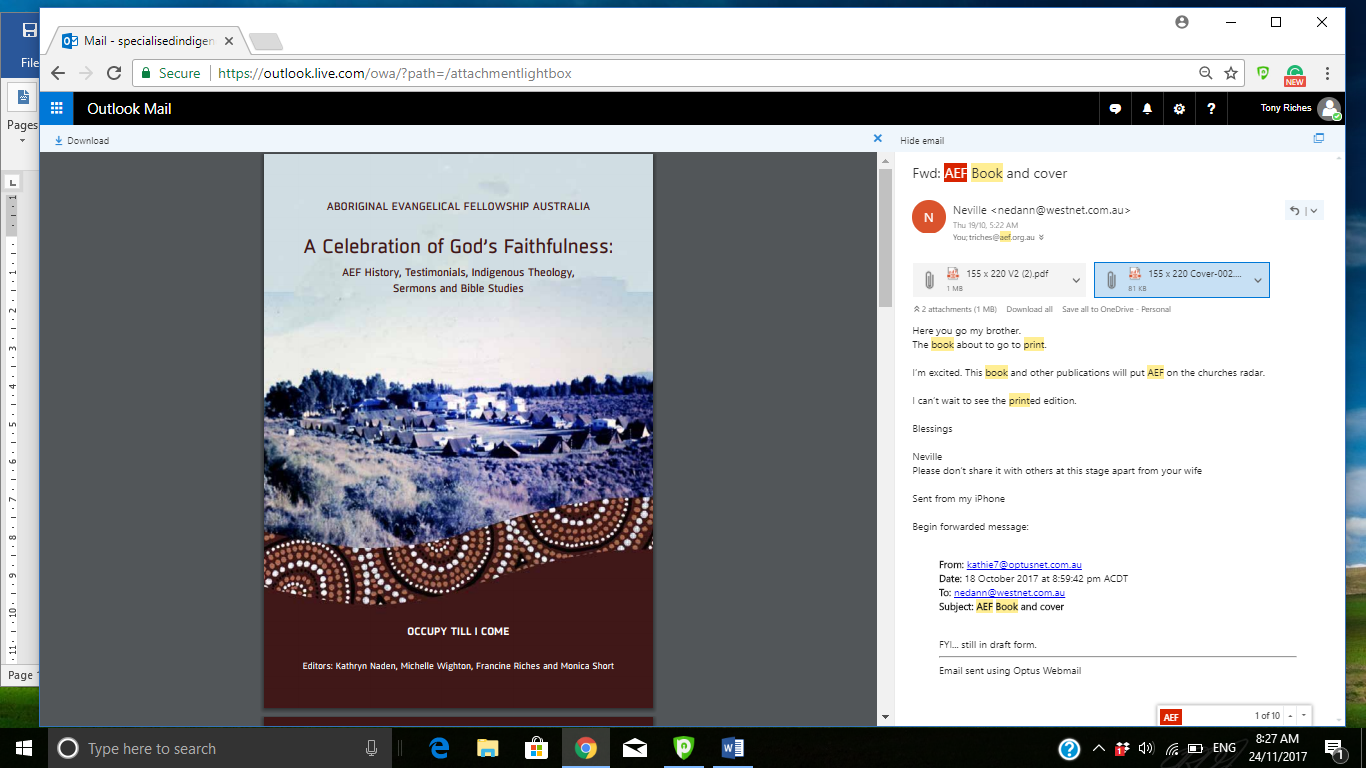 File
Pages
Page
Mail - specialisedindigen
Secure
https://outlook.live.com/owa/?path=/attachmentlightbox
NEW
Outlook Mail
?
Tony Riches
Download
Hide email
ABORIGINAL EVANGELICAL FELLOWSHIP AUSTRALIA
A Celebration of God's Faithfulness:
AEF History, Testimonials, Indigenous Theology,
Sermons and Bible Studies
OCCUPY TILL I COME
Editors: Kathryn Naden, Michelle Wighton, Francine Riches and Monica Short
Fwd: AEF Book and cover
N
Neville <nedann@westnet.com.au>
Thu 19/10, 5:22 AM
You; triches@aef.org.au
155 x 220 V2 (2).pdf
1 MB
155 x 220 Cover-002....
81 KB
2 attachments (1 MB) Download all Save all to OneDrive - Personal
Here you go my brother.
The book about to go to print.
I'm excited. This book and other publications will put AEF on the churches radar.
I can't wait to see the printed edition.
Blessings
Neville
Please don't share it with others at this stage apart from your wife
Sent from my iPhone
Begin forwarded message:
From: kathie7@optusnet.com.au
Date: 18 October 2017 at 8:59:42 pm ACDT
To: nedann@westnet.com.au
Subject: AEF Book and cover
FYI... still in draft form.
Email sent using Optus Webmail
AEF
1 of 10
Type here to search
ENG
8:27 AM
24/11/2017
1